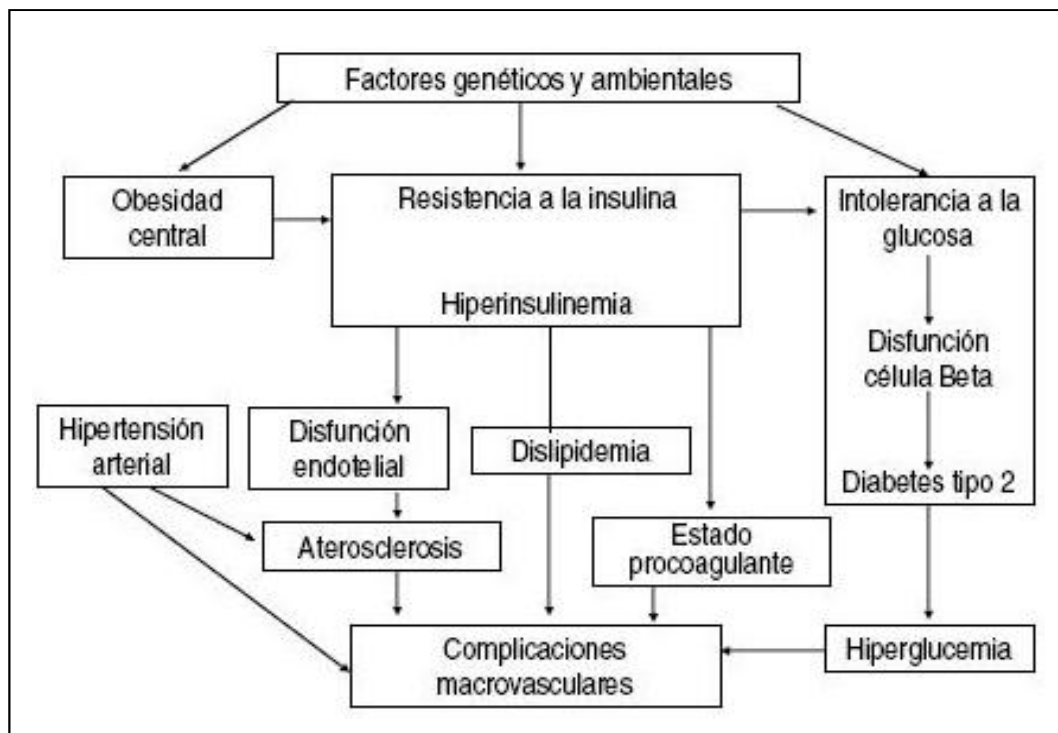 Factores genéticos y ambientales
Obesidad
central
Resistencia a la insulina
Hiperinsulinemia
Intolerancia a la
glucosa
Disfunción
célula Beta
Diabetes tipo 2
Hipertensión
arterial
Disfunción
endotelial
Dislipidemia
Aterosclerosis
Estado
procoagulante
Complicaciones
macrovasculares
Hiperglucemia